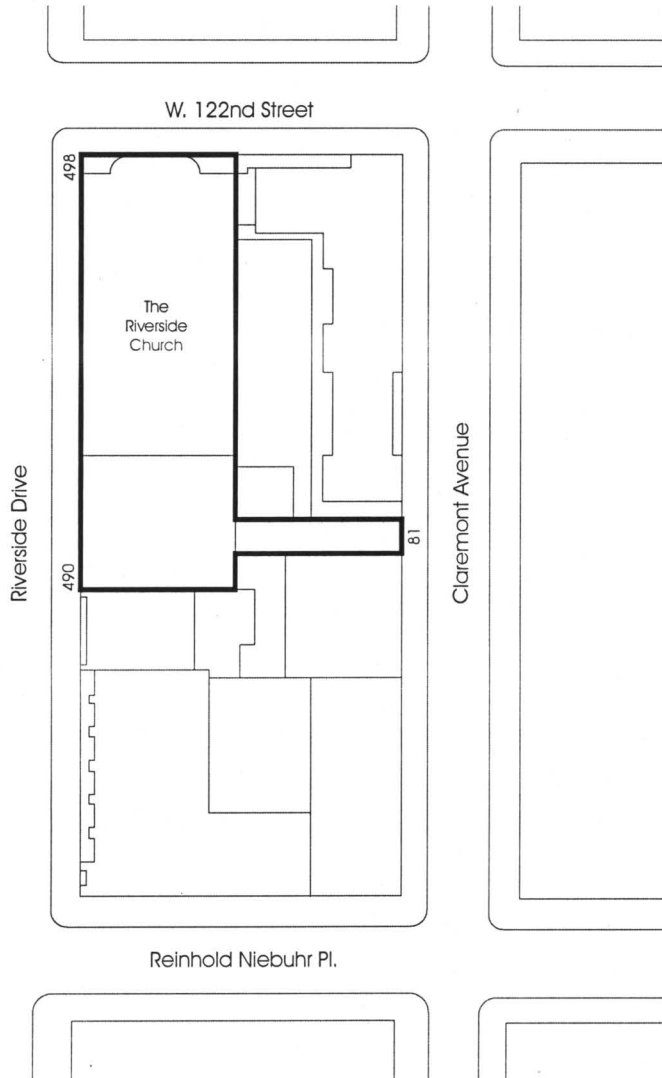 W. 122nd Street
498
The
Riverside
Church
Riverside Drive
Claremont Avenue
81
490
Reinhold Niebuhr Pl.